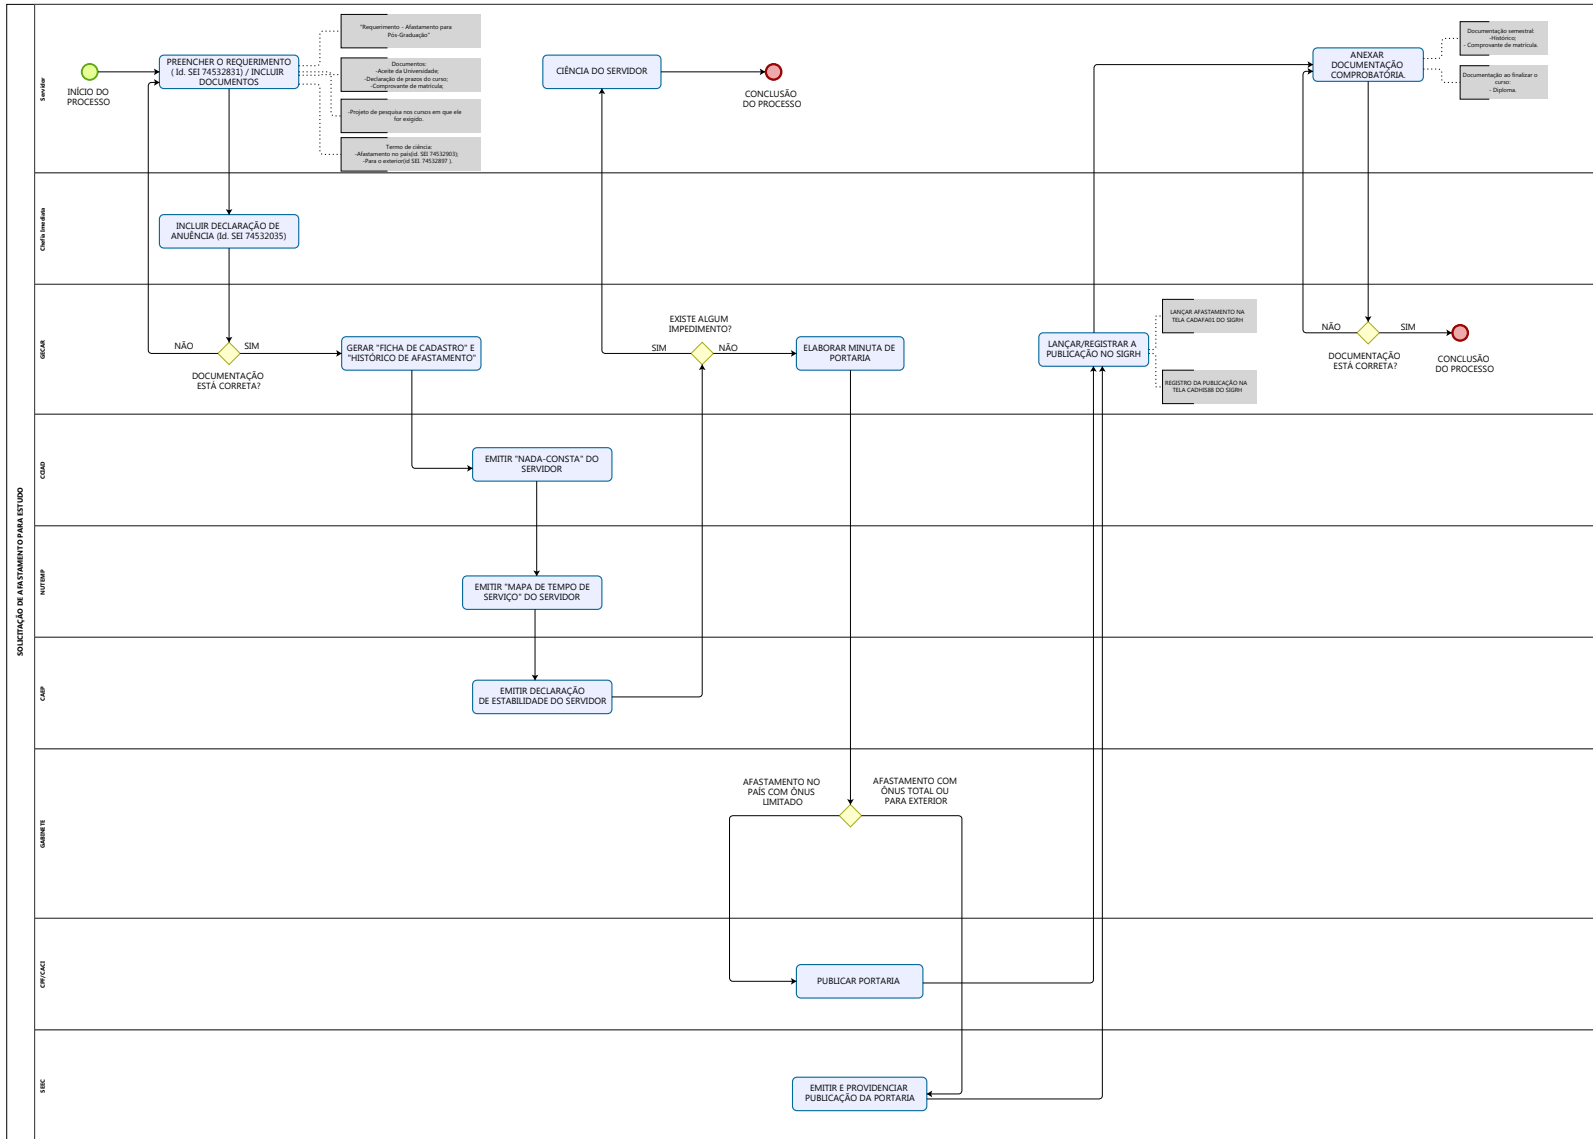 SOLICITAÇÃO DE AFASTAMENTO PARA ESTUDO
Servidor
INÍCIO DO
PROCESSO
PREENCHER O REQUERIMENTO
( Id. SEI 74532831) / INCLUIR
DOCUMENTOS
"Requerimento – Afastamento para
Pós-Graduação"
Documentos:
-Aceite da Universidade;
-Declaração de prazos do curso;
-Comprovante de matrícula;
-Projeto de pesquisa nos cursos em que ele
for exigido.
Termo de ciência:
-Afastamento no país(id. SEI 74532903);
-Para o exterior(id SEI. 74532897 ).
CIÊNCIA DO SERVIDOR
CONCLUSÃO
DO PROCESSO
ANEXAR
DOCUMENTAÇÃO
COMPROBATÓRIA.
Documentação semestral:
-Histórico;
- Comprovante de matrícula.
Documentação ao finalizar o
curso:
- Diploma.
Chefia Imediata
INCLUIR DECLARAÇÃO DE
ANUÊNCIA (Id. SEI 74532035)
GECAR
NÃO
SIM
DOCUMENTAÇÃO
ESTÁ CORRETA?
GERAR "FICHA DE CADASTRO" E
"HISTÓRICO DE AFASTAMENTO"
EXISTE ALGUM
IMPEDIMENTO?
SIM
NÃO
ELABORAR MINUTA DE
PORTARIA
LANÇAR/REGISTRAR A
PUBLICAÇÃO NO SIGRH
LANÇAR AFASTAMENTO NA
TELA CADAFA01 DO SIGRH
REGISTRO DA PUBLICAÇÃO NA
TELA CADHIS88 DO SIGRH
NÃO
SIM
DOCUMENTAÇÃO
ESTÁ CORRETA?
CONCLUSÃO
DO PROCESSO
EMITIR "NADA-CONSTA" DO
SERVIDOR
NUTEMP
EMITIR "MAPA DE TEMPO DE
SERVIÇO" DO SERVIDOR
CAEP
EMITIR DECLARAÇÃO
DE ESTABILIDADE DO SERVIDOR
GABINETE
AFASTAMENTO NO
PAÍS COM ÔNUS
LIMITADO
AFASTAMENTO COM
ÔNUS TOTAL OU
PARA EXTERIOR
PUBLICAR PORTARIA
SEEC
EMITIR E PROVIDENCIAR
PUBLICAÇÃO DA PORTARIA